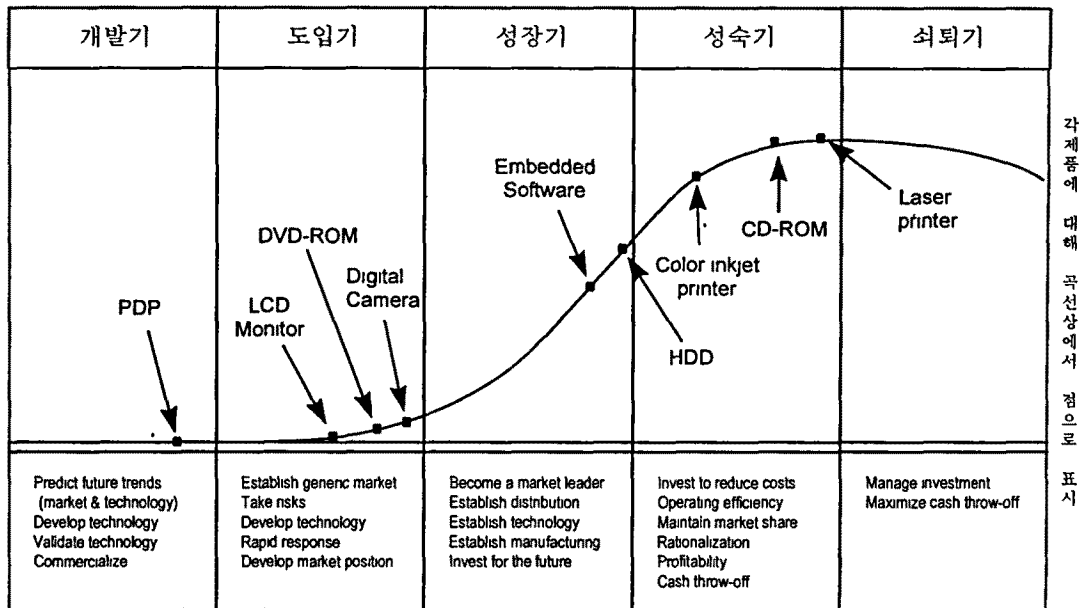 개발기
도입기
성장기
성숙기
쇠퇴기
PDP
LCD
Monitor
DVD-ROM
Digital
Camera
Embedded
Software
HDD
Color inkjet
printer
CD-ROM
Laser
printer
각제품에 대해 곡선상에서 점으로 표시
Predict future trends
(market & technology)
Develop technology
Validate technology
Commercialize
Establish generic market
Take risks
Develop technology
Rapid response
Develop market position
Become a market leader
Establish distribution
Establish technology
Establish manufacturing
Invest for the future
Invest to reduce costs
Operating efficiency
Maintain market share
Rationalization
Profitability
Cash throw-off
Manage investment
Maximize cash throw-off